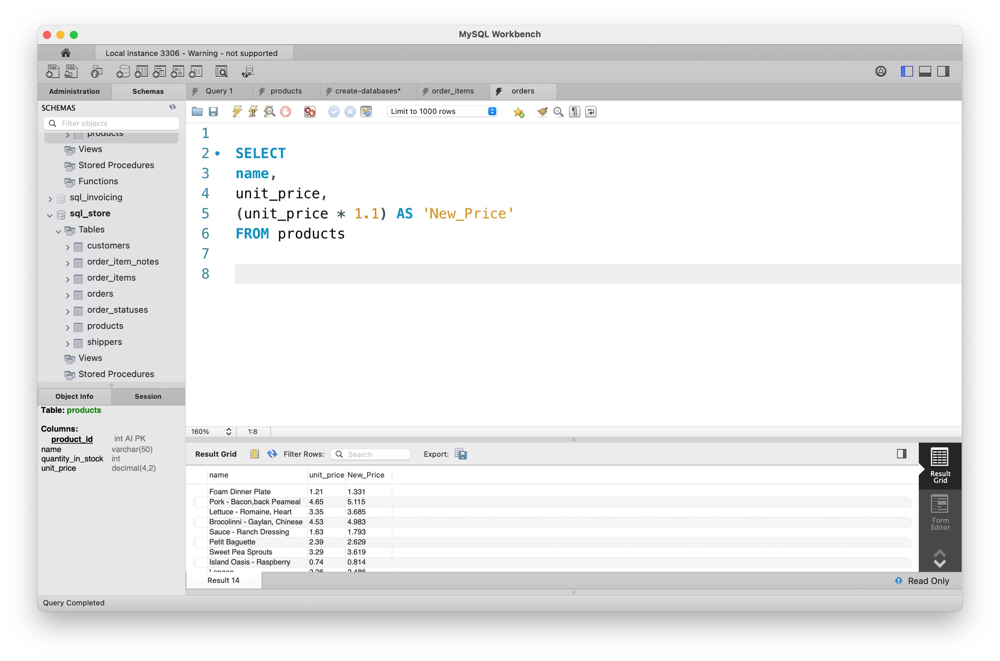 MySQL Workbench
Local instance 3306 - Warning - not supported
Administration
Schemas
Query 1
products
create-databases*
order_items
orders
SCHEMAS
Filter objects
Limit to 1000 rows
products
Views
Stored Procedures
Functions
sql_invoicing
sql_store
Tables
customers
order_item_notes
order_items
orders
order_statuses
products
shippers
Views
Stored Procedures
1
2 SELECT
3 name,
4 unit_price,
5 (unit_price * 1.1) AS 'New_Price'
6 FROM products
7
8
Object Info
Session
Table: products
Columns:
product_id int AI PK
name varchar(50)
quantity_in_stock int
unit_price decimal(4,2)
160%
1:8
Result Grid
Filter Rows:
Search
Export:
name unit_price New_Price
Foam Dinner Plate 1.21 1.331
Pork - Bacon,back Peameal 4.65 5.115
Lettuce - Romaine, Heart 3.35 3.685
Brocolinni - Gaylan, Chinese 4.53 4.983
Sauce - Ranch Dressing 1.63 1.793
Petit Baguette 2.39 2.629
Sweet Pea Sprouts 3.29 3.619
Island Oasis - Raspberry 0.74 0.814
Longan 2.26 2.486
Result
Grid
Form
Editor
Result 14
Read Only
Query Completed